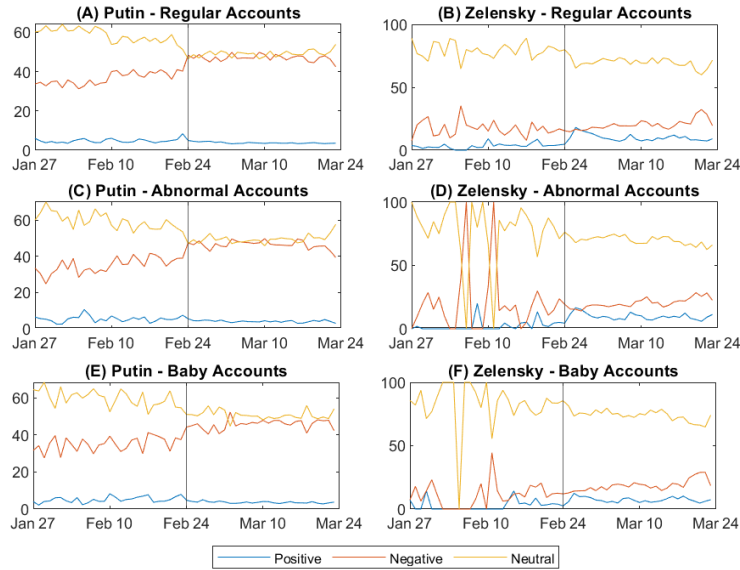 (A) Putin - Regular Accounts
60
40
20
0
Jan 27 Feb 10 Feb 24 Mar 10 Mar 24
(B) Zelensky - Regular Accounts
100
50
0
Jan 27 Feb 10 Feb 24 Mar 10 Mar 24
(C) Putin - Abnormal Accounts
60
40
20
0
Jan 27 Feb 10 Feb 24 Mar 10 Mar 24
(D) Zelensky - Abnormal Accounts
100
50
0
Jan 27 Feb 10 Feb 24 Mar 10 Mar 24
(E) Putin - Baby Accounts
60
40
20
0
Jan 27 Feb 10 Feb 24 Mar 10 Mar 24
(F) Zelensky - Baby Accounts
100
50
0
Jan 27 Feb 10 Feb 24 Mar 10 Mar 24
Positive Negative Neutral